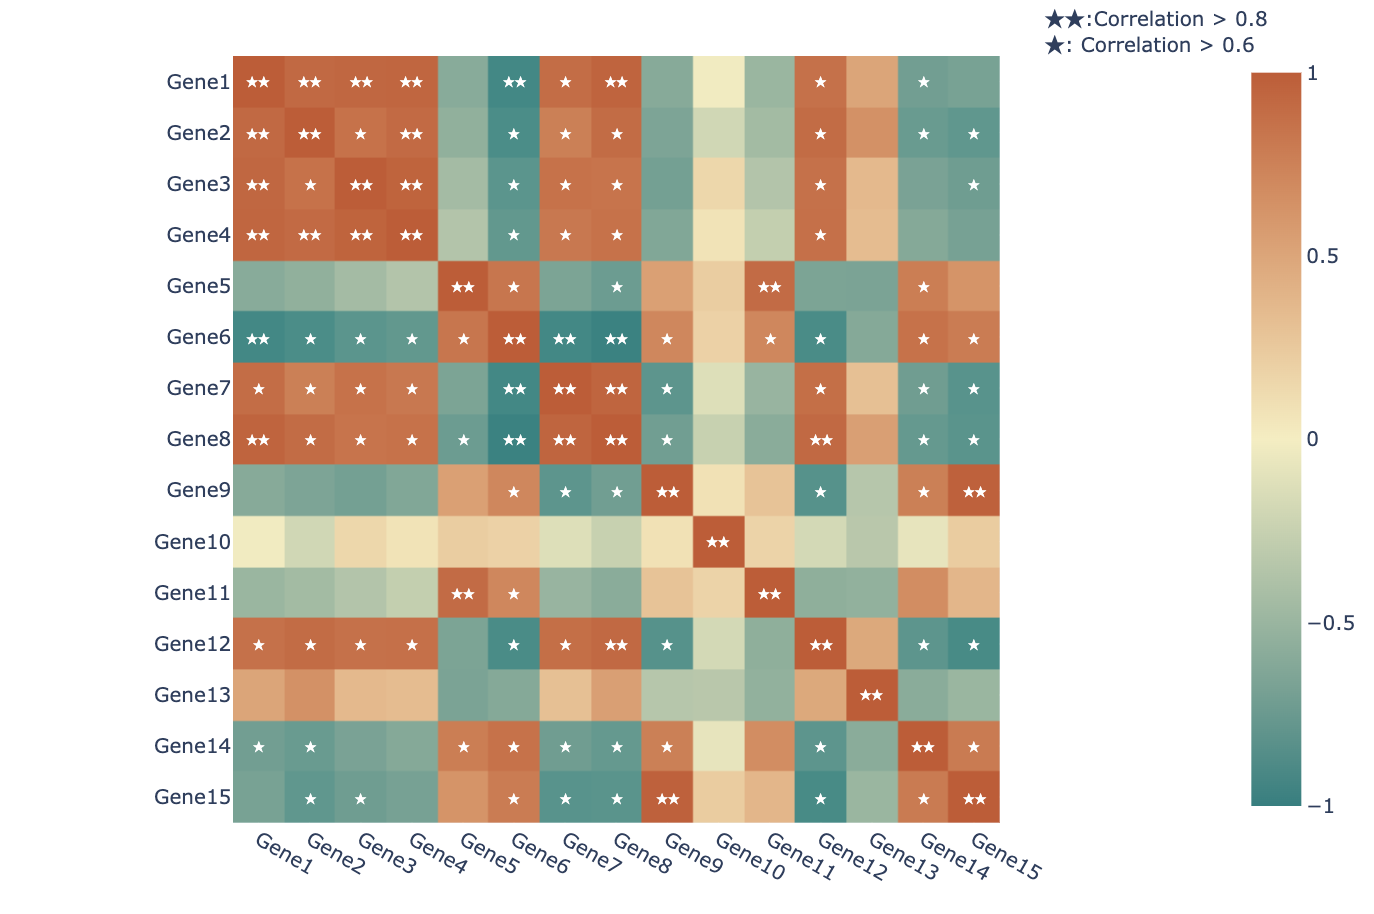 ★★:Correlation > 0.8
★: Correlation > 0.6
Gene1
Gene2
Gene3
Gene4
Gene5
Gene6
Gene7
Gene8
Gene9
Gene10
Gene11
Gene12
Gene13
Gene14
Gene15
Gene1 Gene2 Gene3 Gene4 Gene5 Gene6 Gene7 Gene8 Gene9 Gene10 Gene11 Gene12 Gene13 Gene14 Gene15
1
0.5
0
−0.5
−1